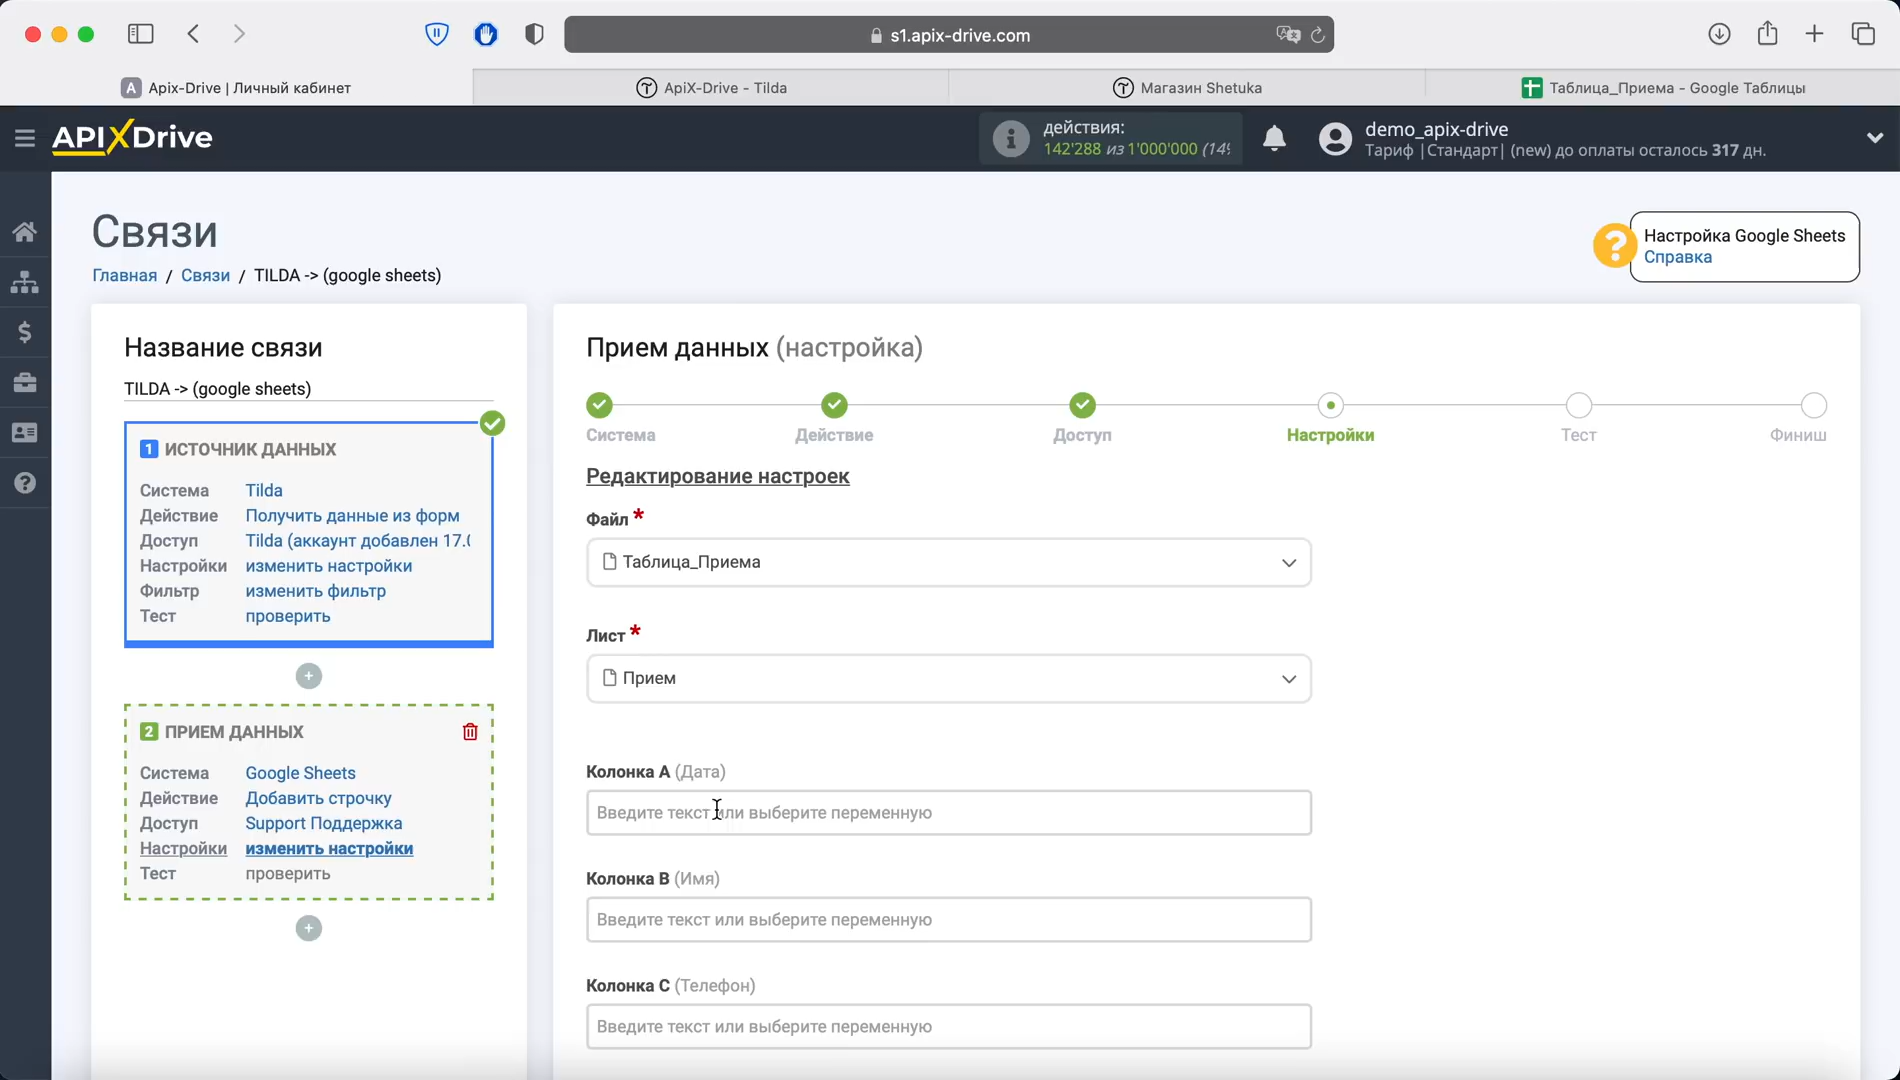 s1.apix-drive.com
A Apix-Drive | Личный кабинет
ApiX-Drive - Tilda
Магазин Shetuka
Таблица_Приема - Google Таблицы
APIXDrive
действия:
142'288 из 1'000'000 (14%
demo_apix-drive
Тариф |Стандарт| (new) до оплаты осталось 317 дн.
Связи
Главная / Связи / TILDA -> (google sheets)
? Настройка Google Sheets
Справка
Название связи
TILDA -> (google sheets)
1 ИСТОЧНИК ДАННЫХ
Система Tilda
Действие Получить данные из форм
Доступ Tilda (аккаунт добавлен 17.0
Настройки изменить настройки
Фильтр изменить фильтр
Тест проверить
2 ПРИЕМ ДАННЫХ
Система Google Sheets
Действие Добавить строчку
Доступ Support Поддержка
Настройки изменить настройки
Тест проверить
Прием данных (настройка)
Система
Действие
Доступ
Настройки
Тест
Финиш
Редактирование настроек
Файл *
Таблица_Приема
Лист *
Прием
Колонка A (Дата)
Введите текст или выберите переменную
Колонка B (Имя)
Введите текст или выберите переменную
Колонка C (Телефон)
Введите текст или выберите переменную